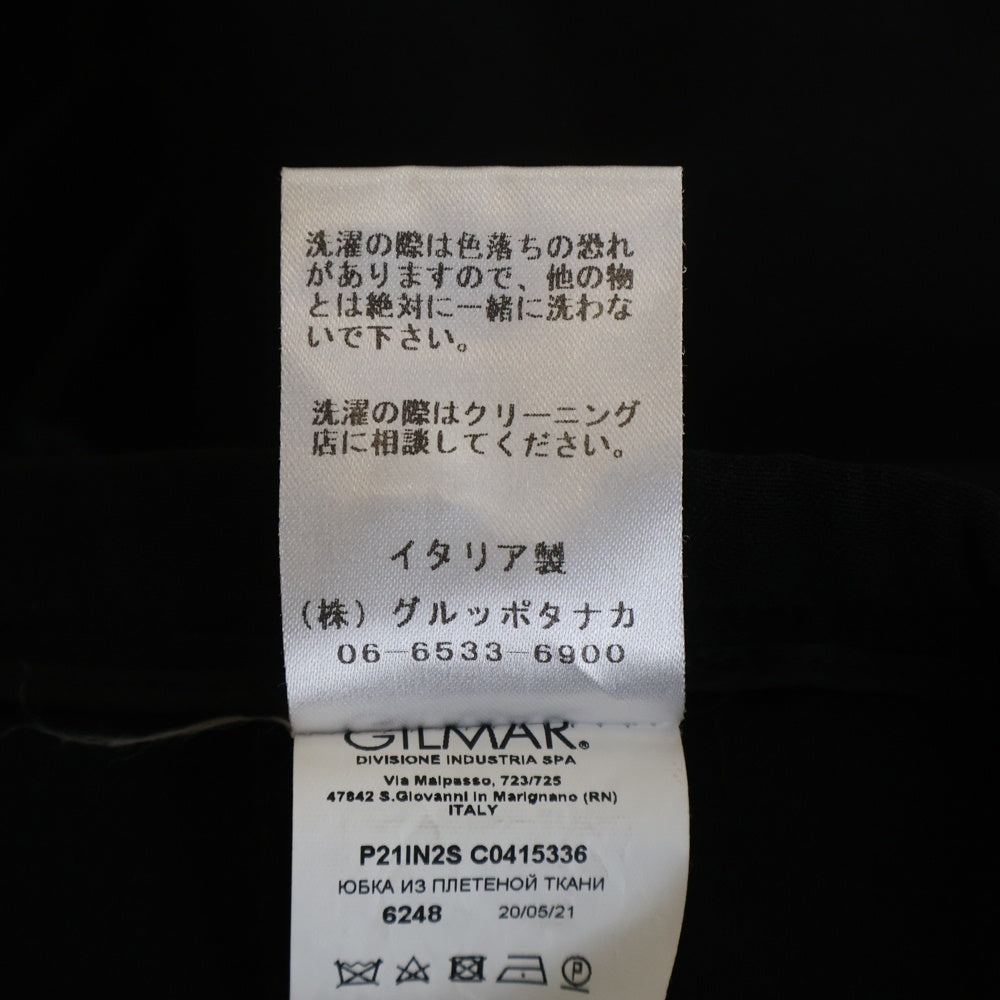 洗濯の際は色落ちの恐れ
がありますので、他の物
とは絶対に一緒に洗わな
いで下さい。
洗濯の際はクリーニング
店に相談してください。
イタリア製
(株)グルッポタナカ
06-6533-6900
GILMAR®
DIVISIONE INDUSTRIA SPA
Via Malpasso, 723/725
47842 S.Giovanni in Marignano (RN)
ITALY
P21IN2S C0415336
ЮБКА ИЗ ПЛЕТЕНОЙ ТКАНИ
6248 20/05/21
P